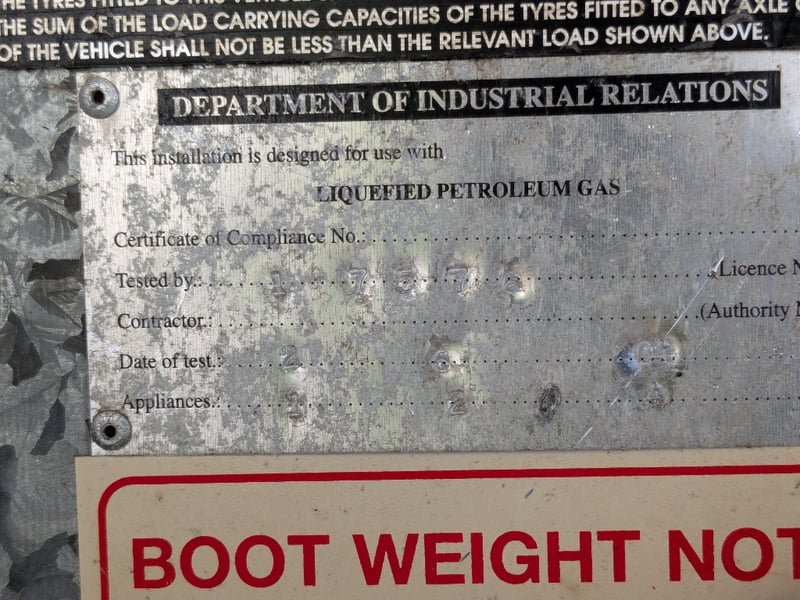 THE SUM OF THE LOAD CARRYING CAPACITIES OF THE TYRES FITTED TO ANY AXLE
OF THE VEHICLE SHALL NOT BE LESS THAN THE RELEVANT LOAD SHOWN ABOVE.
DEPARTMENT OF INDUSTRIAL RELATIONS
This installation is designed for use with
LIQUEFIED PETROLEUM GAS
Certificate of Compliance No.:
Tested by.: (Licence
Contractor.: (Authority
Date of test.:
Appliances.:
BOOT WEIGHT NOT